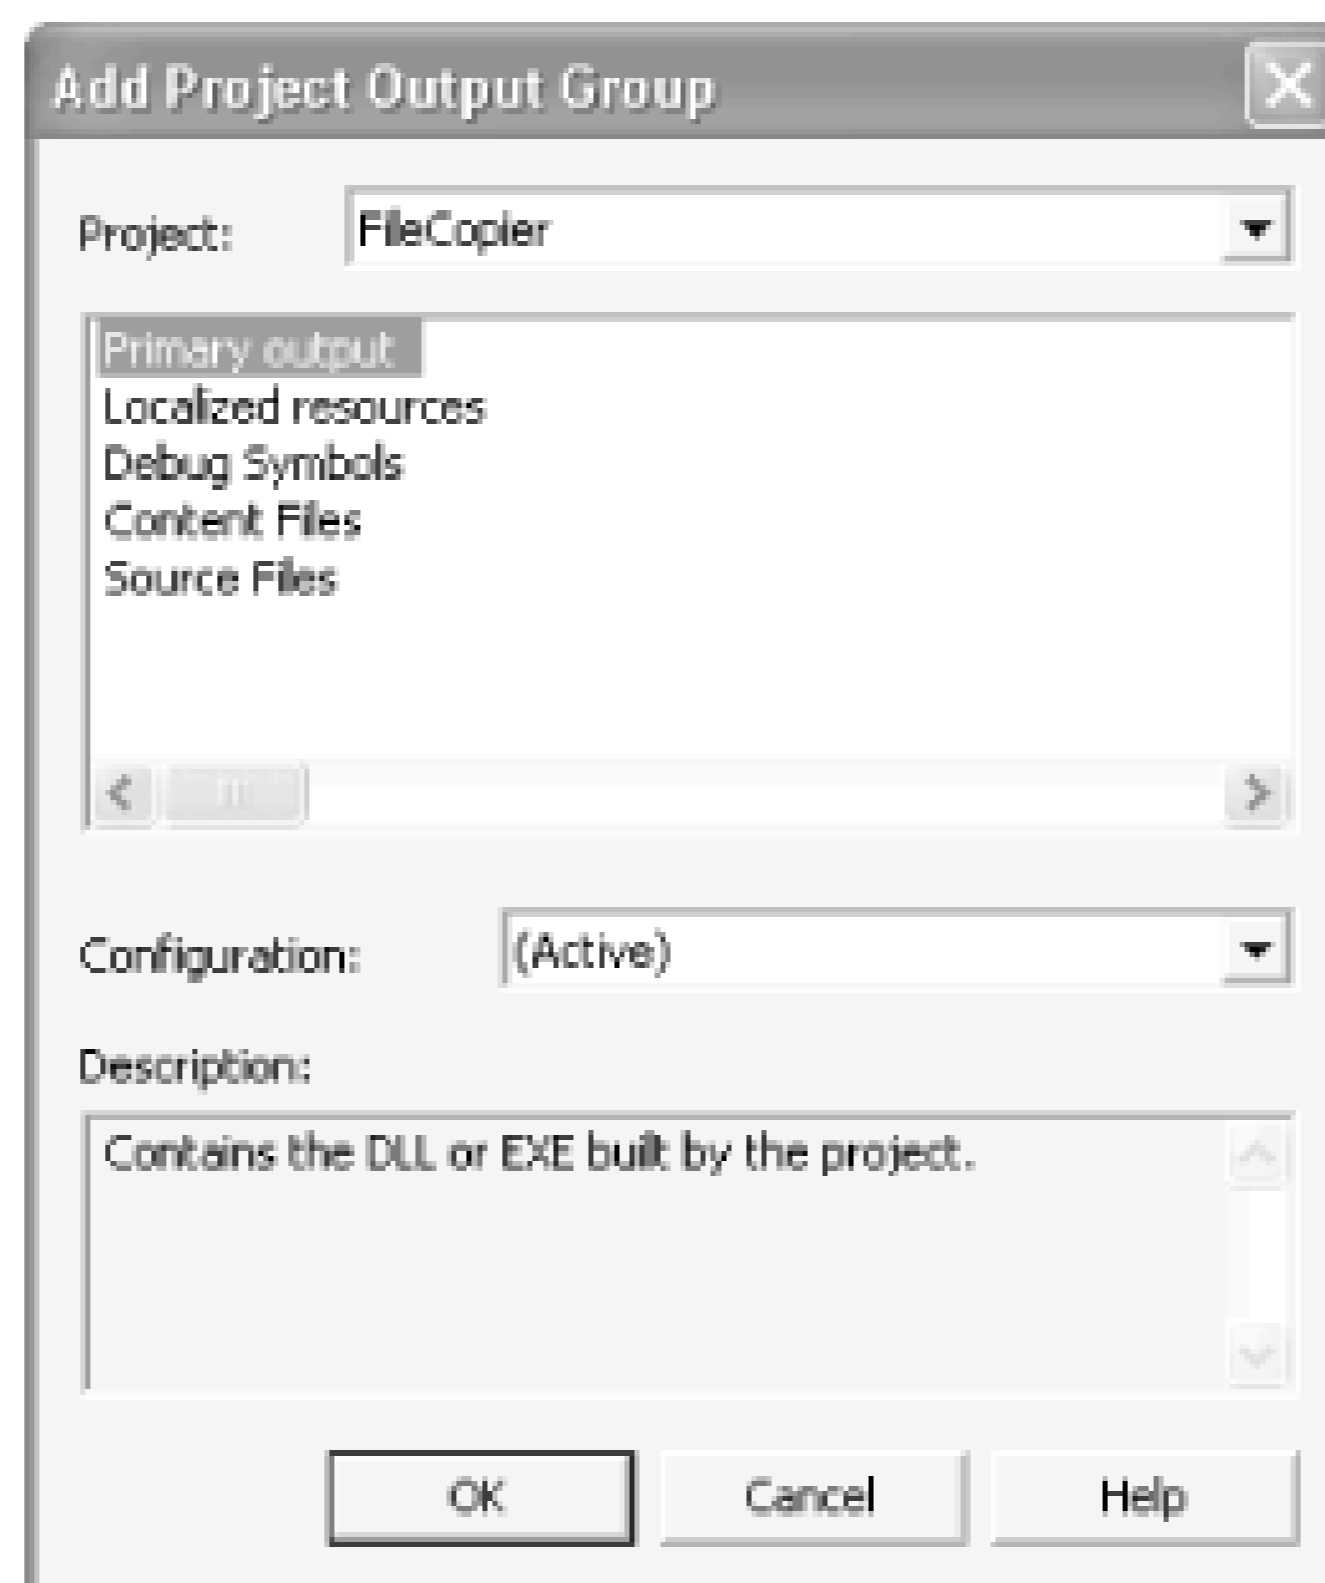 Add Project Output Group
Project: FileCopier
Primary output
Localized resources
Debug Symbols
Content Files
Source Files
Configuration: (Active)
Description:
Contains the DLL or EXE built by the project.
OK Cancel Help